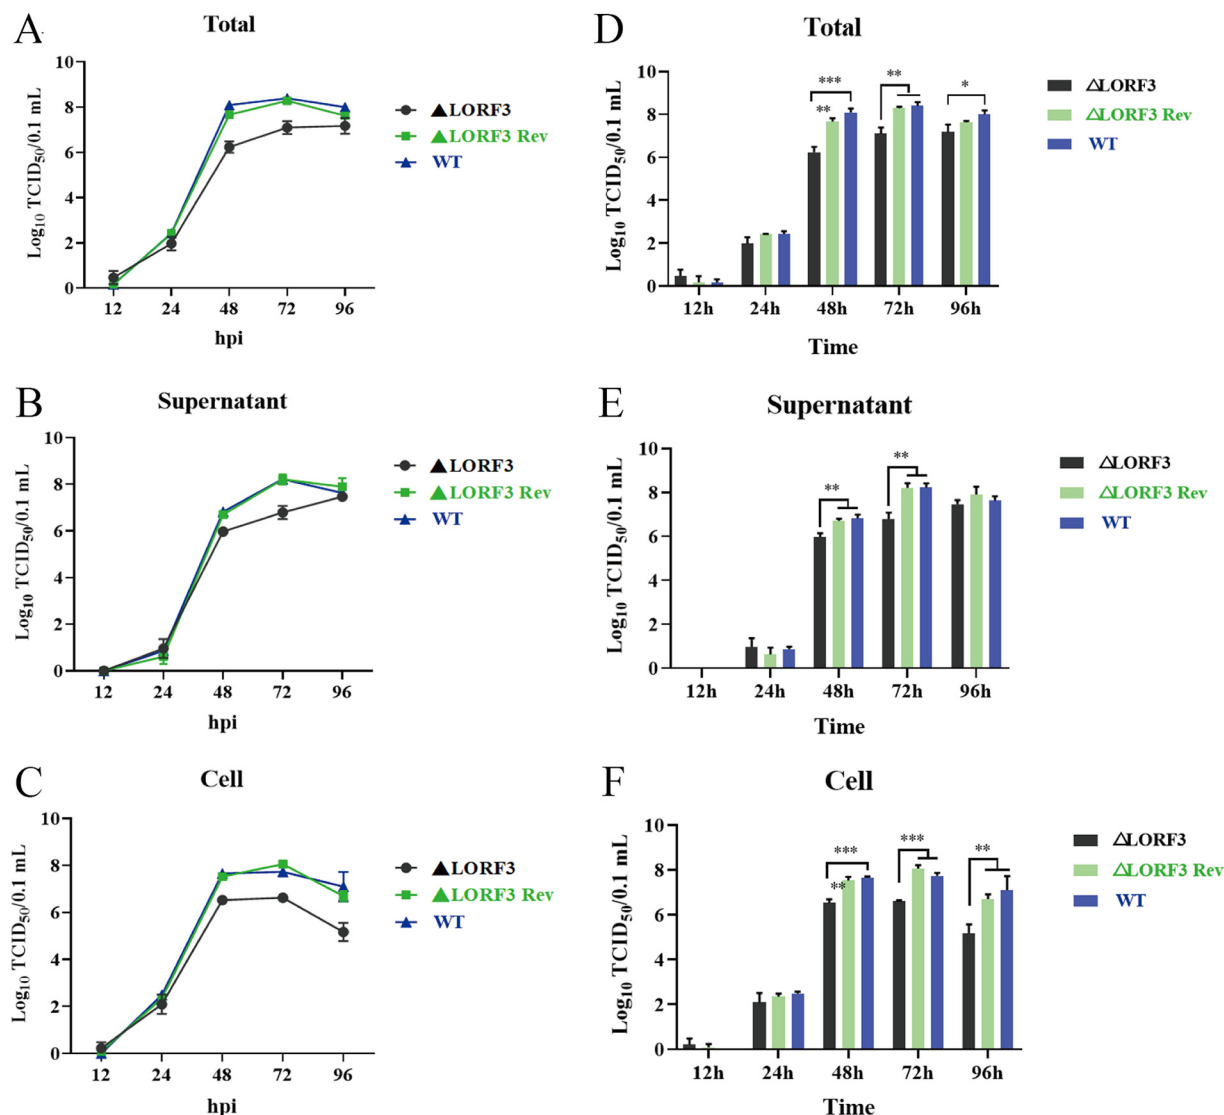 A
Total
Log₁₀ TCID₅₀/0.1 mL
10
8
6
4
2
0
12 24 48 72 96
hpi
▲LORF3
▲LORF3 Rev
WT
D
Total
Log₁₀ TCID₅₀/0.1 mL
10
8
6
4
2
0
***
**
**
*
12h 24h 48h 72h 96h
Time
△LORF3
△LORF3 Rev
WT
B
Supernatant
Log₁₀ TCID₅₀/0.1 mL
10
8
6
4
2
0
12 24 48 72 96
hpi
▲LORF3
▲LORF3 Rev
WT
E
Supernatant
Log₁₀ TCID₅₀/0.1 mL
10
8
6
4
2
0
**
**
12h 24h 48h 72h 96h
Time
△LORF3
△LORF3 Rev
WT
C
Cell
Log₁₀ TCID₅₀/0.1 mL
10
8
6
4
2
0
12 24 48 72 96
hpi
▲LORF3
▲LORF3 Rev
WT
F
Cell
Log₁₀ TCID₅₀/0.1 mL
10
8
6
4
2
0
***
**
***
**
12h 24h 48h 72h 96h
Time
△LORF3
△LORF3 Rev
WT